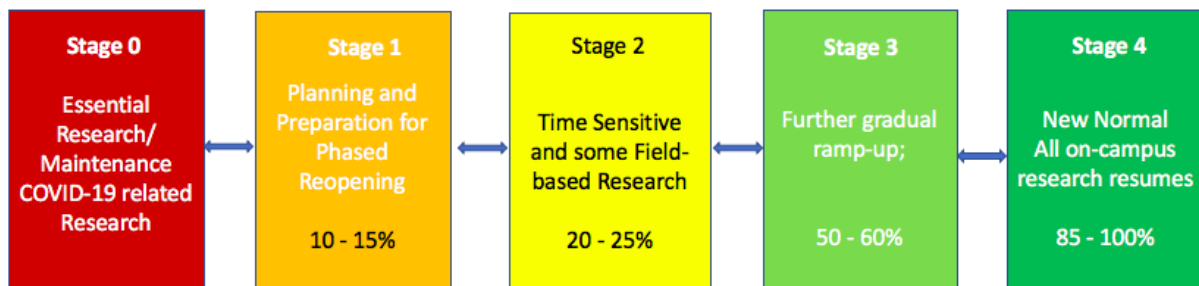 Stage 0
Essential
Research/
Maintenance
COVID-19 related
Research
Stage 1
Planning and
Preparation for
Phased
Reopening
10 - 15%
Stage 2
Time Sensitive
and some Field-
based Research
20 - 25%
Stage 3
Further gradual
ramp-up;
50 - 60%
Stage 4
New Normal
All on-campus
research resumes
85 - 100%